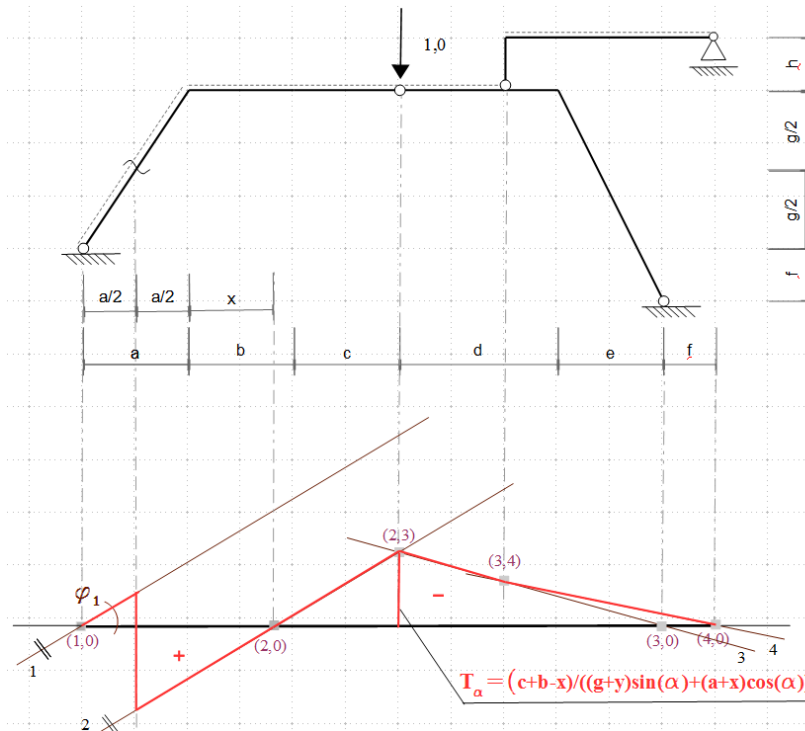 1,0
h
g/2
g/2
f
a/2 a/2 x
a b c d e f
(2,3)
(3,4)
φ1
−
(1,0) + (2,0) (3,0) (4,0)
1 3 4
Tα = (c+b-x)/((g+y)sin(α)+(a+x)cos(α)
2